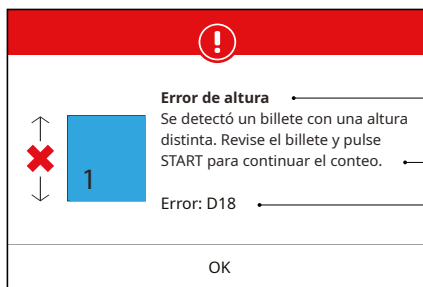 Error de altura
Se detectó un billete con una altura
distinta. Revise el billete y pulse
START para continuar el conteo.
1
Error: D18
OK